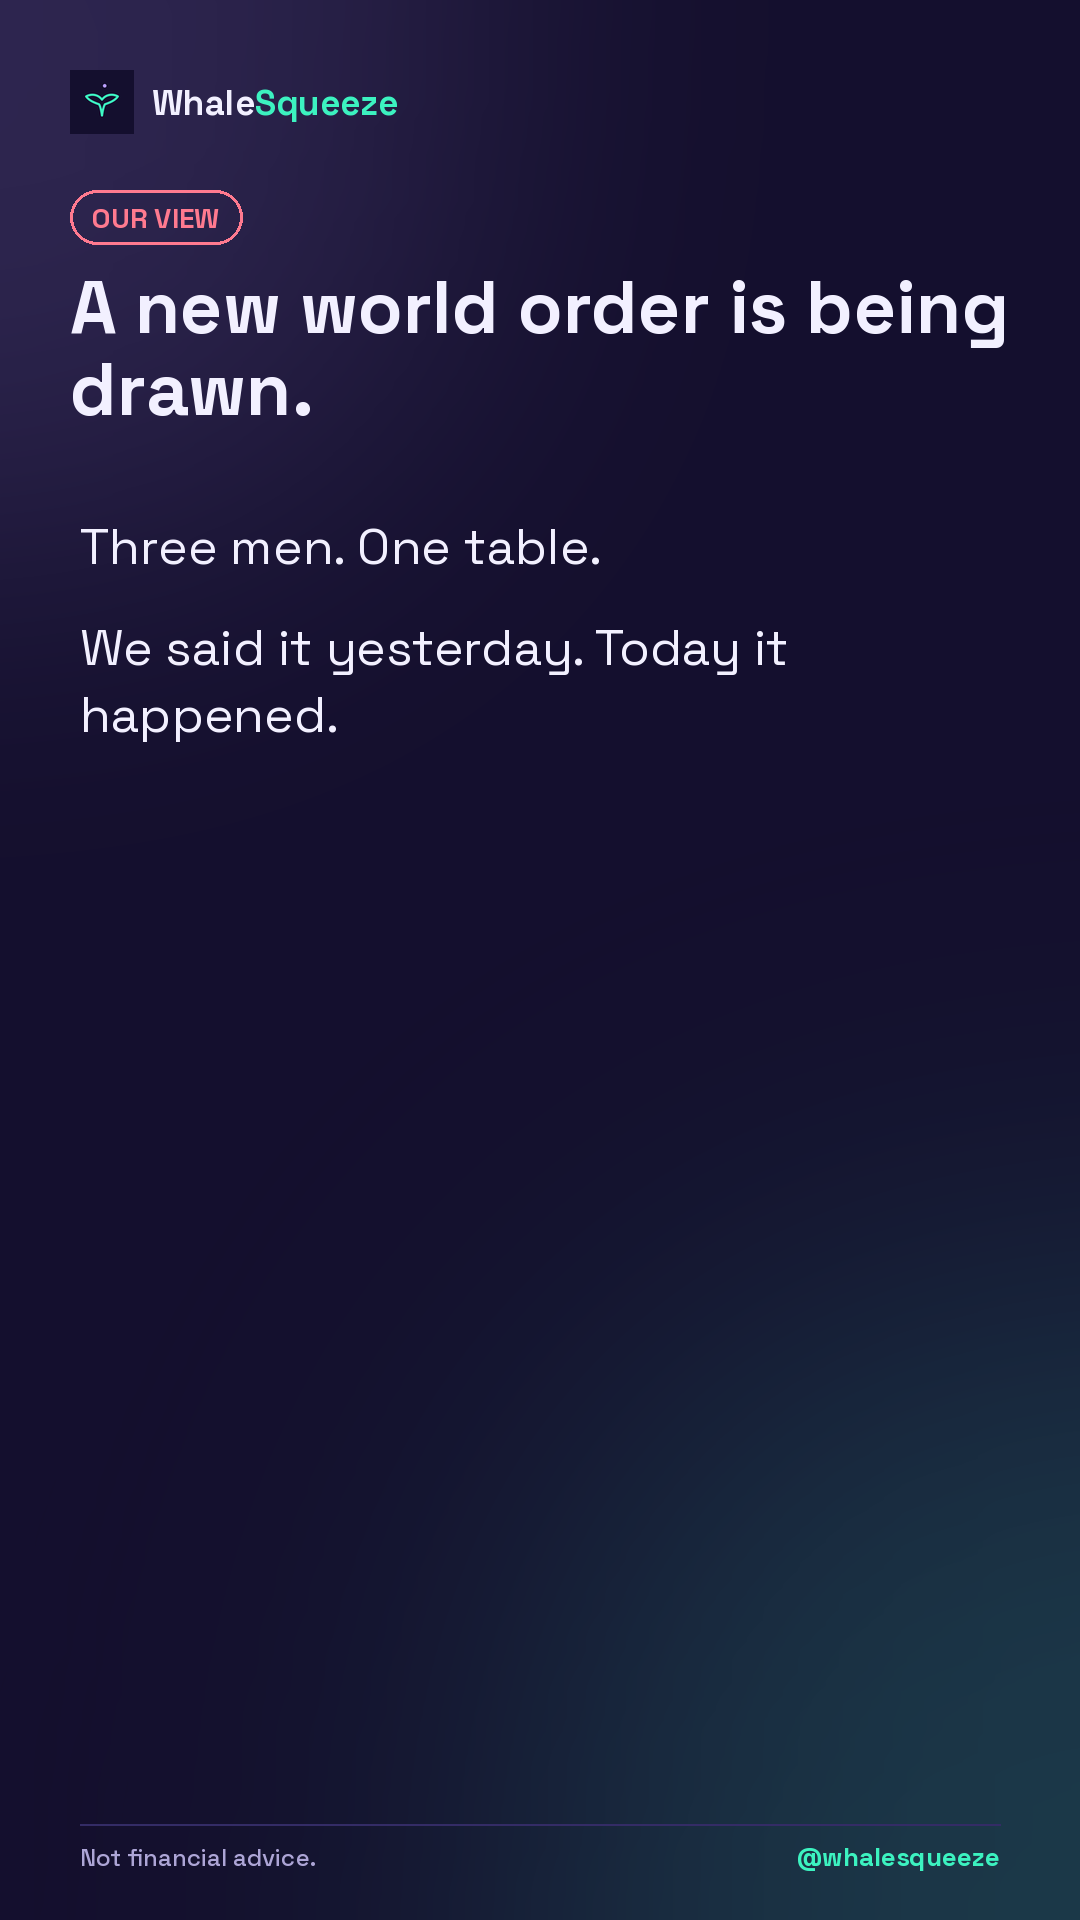 WhaleSqueeze
OUR VIEW
A new world order is being
drawn.
Three men. One table.
We said it yesterday. Today it
happened.
Not financial advice.
@whalesqueeze